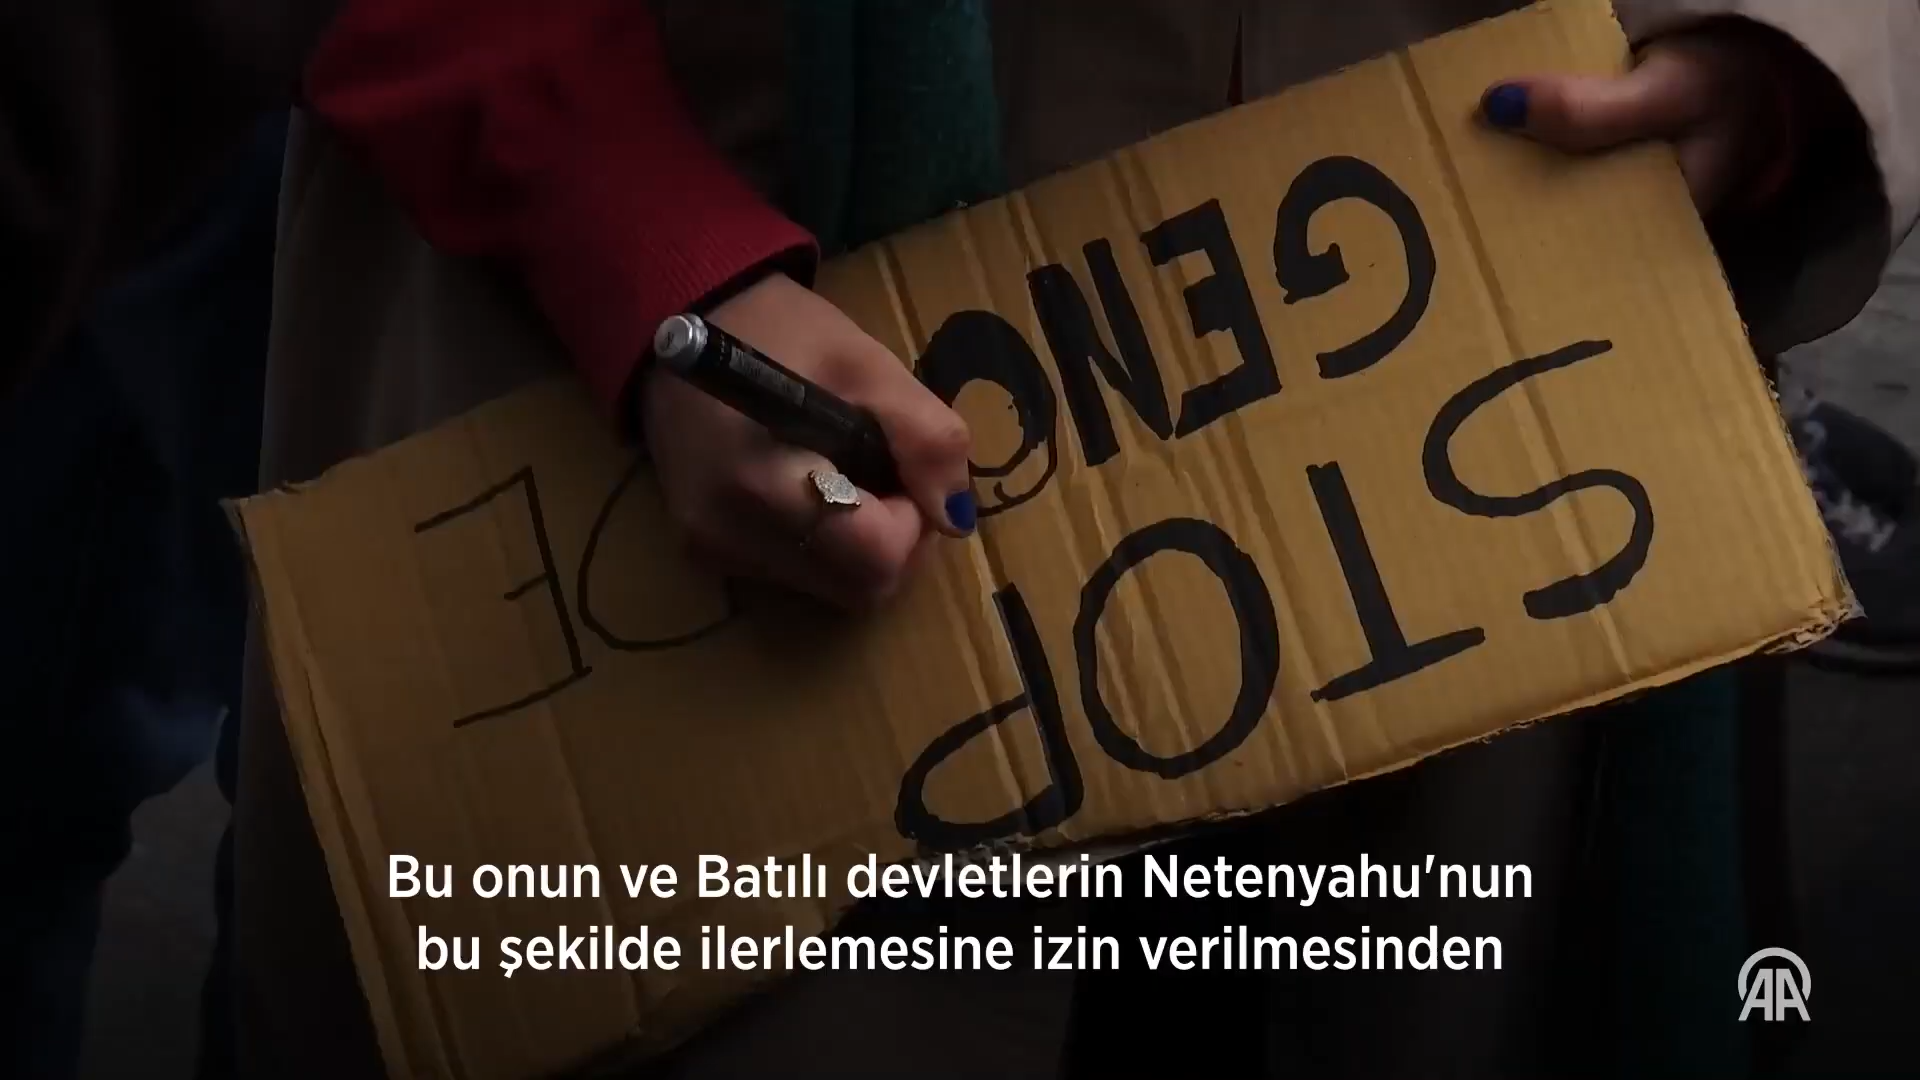 STOP
GENO DE
Bu onun ve Batılı devletlerin Netenyahu'nun
bu şekilde ilerlemesine izin verilmesinden
AA